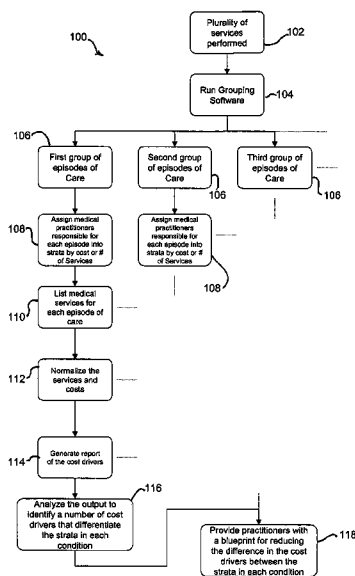 100
Plurality of
services
performed
102
Run Grouping
Software
104
106
First group of
episodes of
Care
Second group
of episodes of
Care
106
Third group of
episodes of
Care
106
108
Assign medical
practitioners
responsible for
each episode into
strata by cost or #
of Services
Assign medical
practitioners
responsible for
each episode into
strata by cost or #
of Services
108
110
List medical
services for
each episode of
care
112
Normalize the
services and
costs
114
Generate report
of the cost drivers
116
Analyze the output to
identify a number of cost
drivers that differentiate
the strata in each
condition
Provide practitioners
with a blueprint for reducing
the difference in the cost
drivers between the
strata in each condition
118